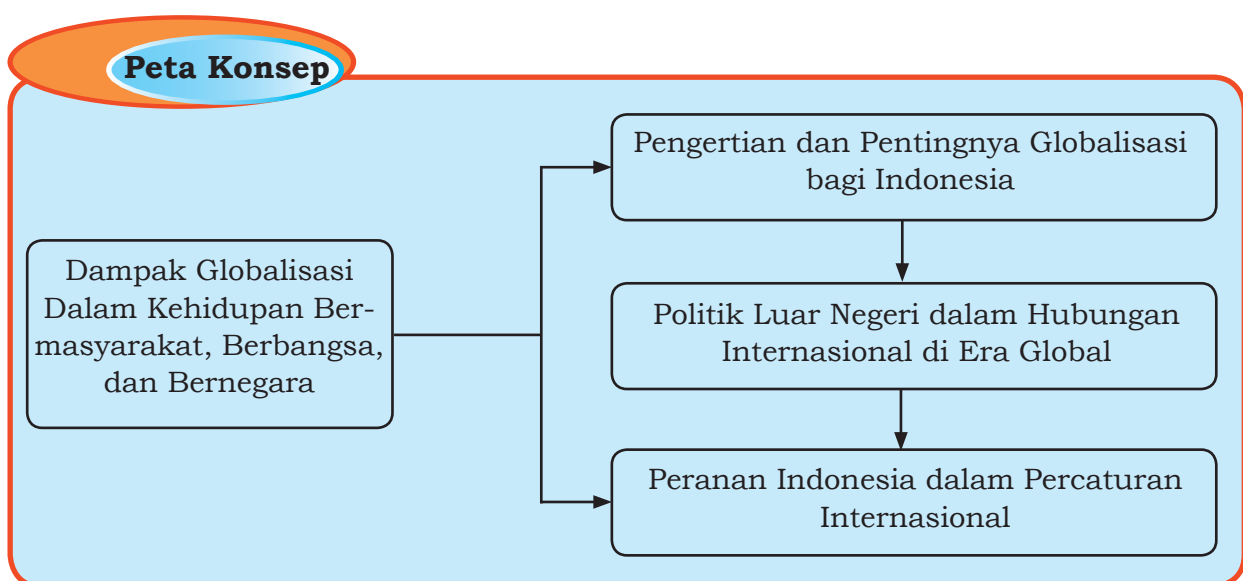 Peta Konsep
Dampak Globalisasi
Dalam Kehidupan Ber-
masyarakat, Berbangsa,
dan Bernegara
Pengertian dan Pentingnya Globalisasi
bagi Indonesia
Politik Luar Negeri dalam Hubungan
Internasional di Era Global
Peranan Indonesia dalam Percaturan
Internasional